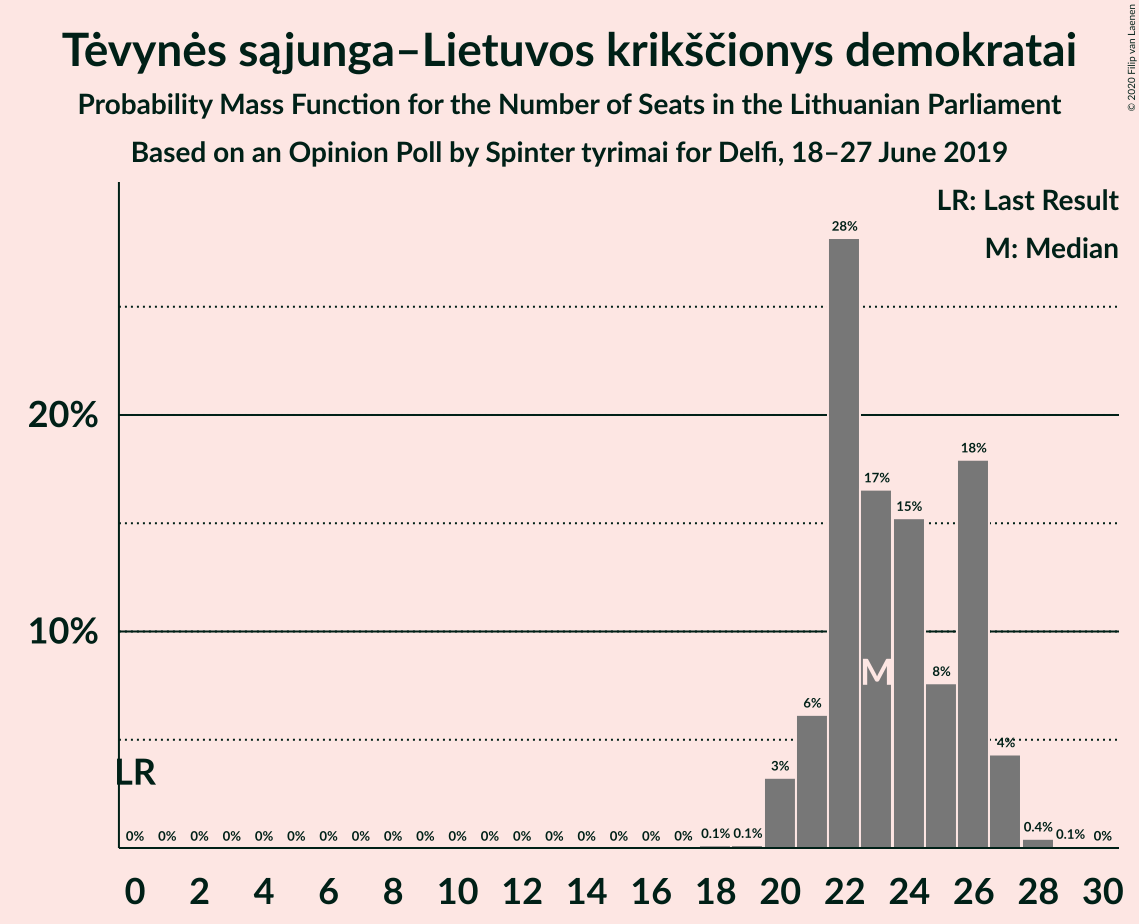 Tėvynės sąjunga–Lietuvos krikščionys demokratai
Probability Mass Function for the Number of Seats in the Lithuanian Parliament
Based on an Opinion Poll by Spinter tyrimai for Delfi, 18–27 June 2019
© 2020 Filip van Laenen
LR: Last Result
M: Median
28%
20%
18%
17%
15%
10%
8%
M
6%
4%
LR
3%
0% 0% 0% 0% 0% 0% 0% 0% 0% 0% 0% 0% 0% 0% 0% 0% 0% 0% 0.1% 0.1% 0.4% 0.1% 0%
0 2 4 6 8 10 12 14 16 18 20 22 24 26 28 30